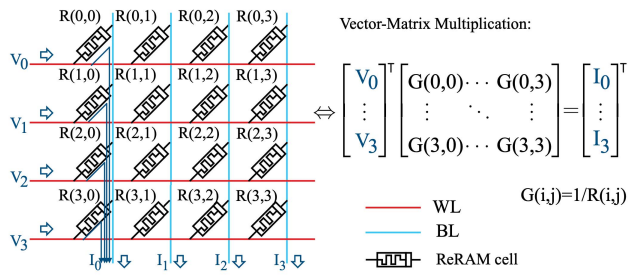 R(0,0) R(0,1) R(0,2) R(0,3)
Vector-Matrix Multiplication:
V0
R(1,0) R(1,1) R(1,2) R(1,3)
V1
R(2,0) R(2,1) R(2,2) R(2,3)
V2
R(3,0) R(3,1) R(3,2) R(3,3)
V3
I0 I1 I2 I3
⇔ [V0 ⋮ V3]ᵀ [G(0,0)⋯ G(0,3) ⋮ ⋱ ⋮ G(3,0)⋯ G(3,3)] = [I0 ⋮ I3]ᵀ
G(i,j)=1/R(i,j)
WL
BL
ReRAM cell